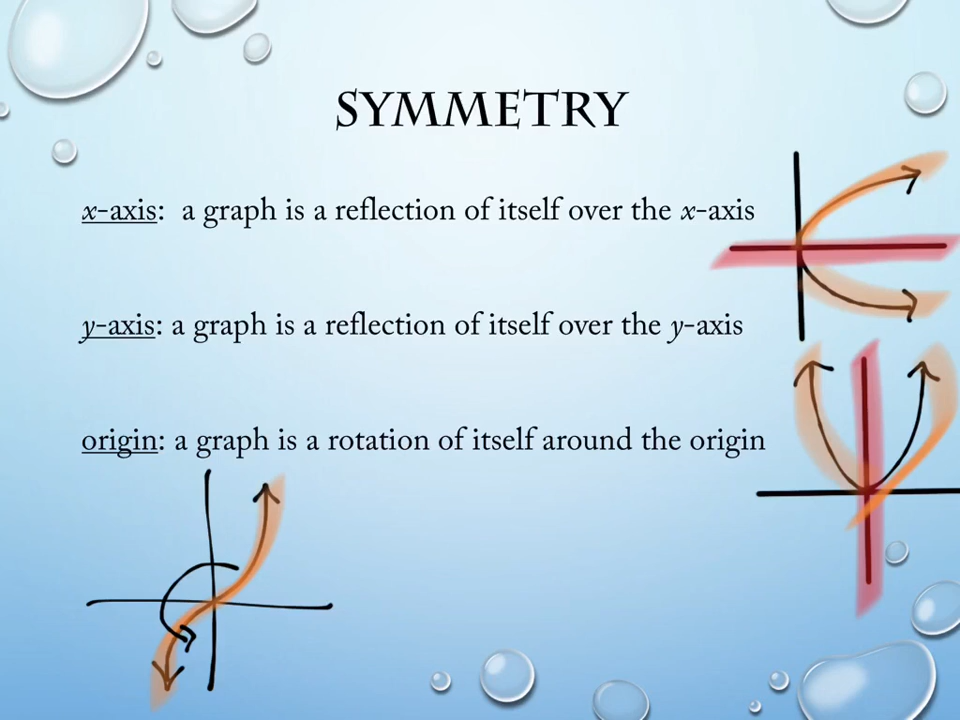 SYMMETRY
x-axis: a graph is a reflection of itself over the x-axis
y-axis: a graph is a reflection of itself over the y-axis
origin: a graph is a rotation of itself around the origin